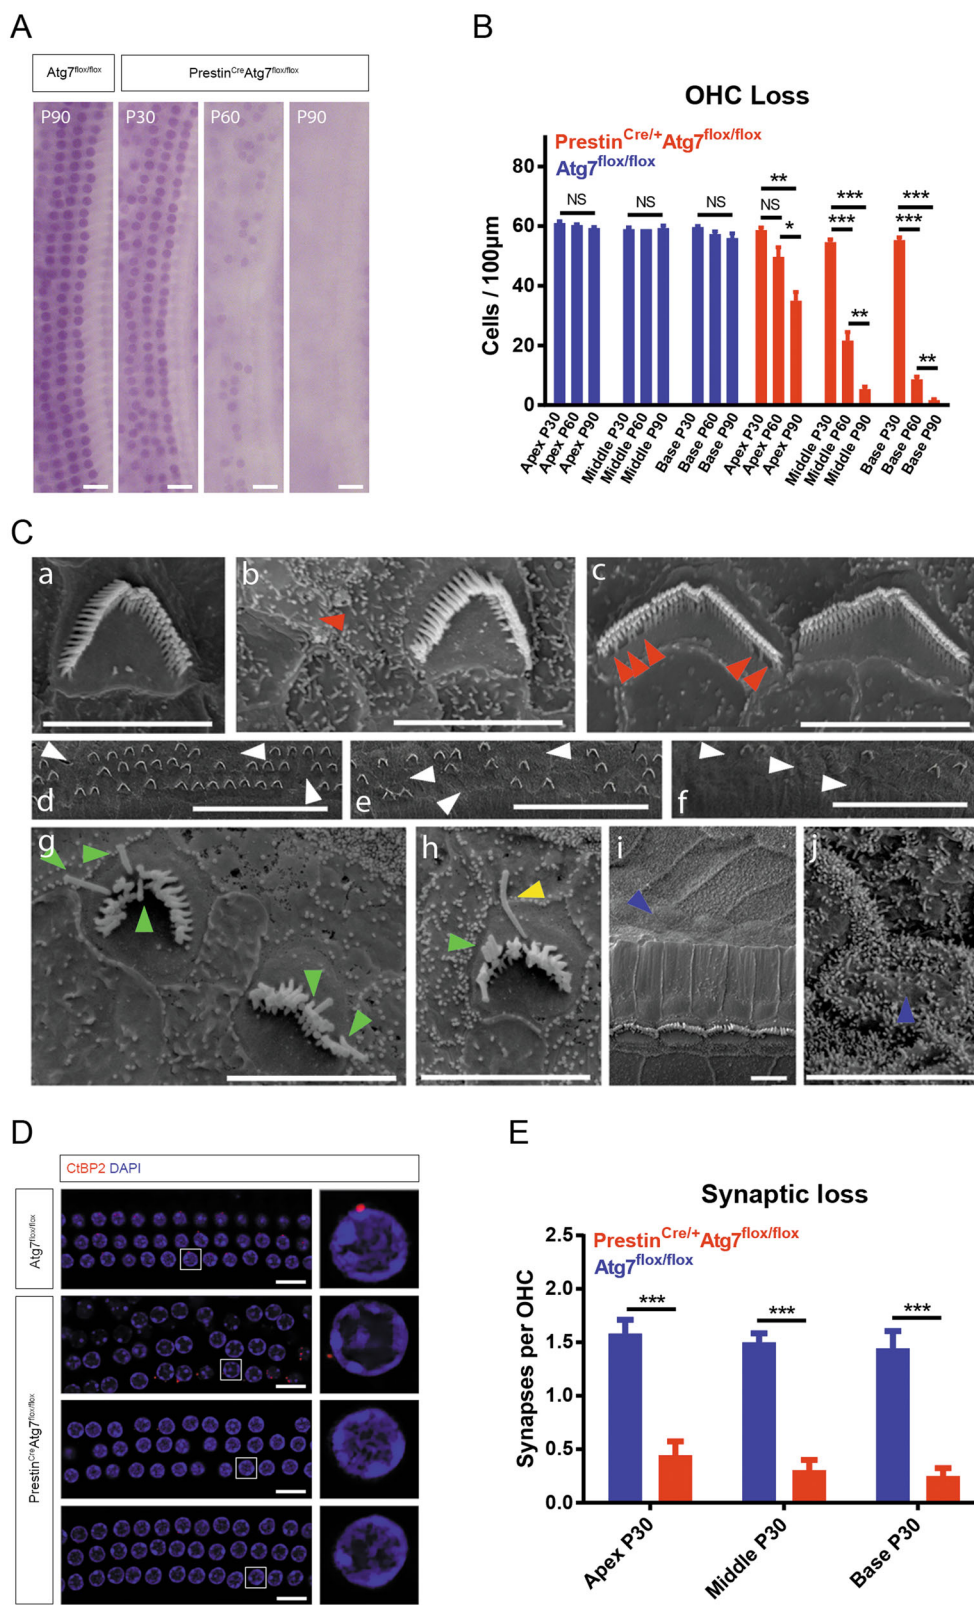 A
Atg7flox/flox
PrestinCreAtg7flox/flox
P90
P30
P60
P90
B
OHC Loss
PrestinCre/+Atg7flox/flox
Atg7flox/flox
Cells / 100µm
80
60
40
20
0
NS
NS
NS
**
NS
*
***
***
**
***
***
**
Apex P30
Apex P60
Apex P90
Middle P30
Middle P60
Middle P90
Base P30
Base P60
Base P90
Apex P30
Apex P60
Apex P90
Middle P30
Middle P60
Middle P90
Base P30
Base P60
Base P90
C
a
b
c
d
e
f
g
h
i
j
D
CtBP2 DAPI
Atg7flox/flox
PrestinCreAtg7flox/flox
E
Synaptic loss
PrestinCre/+Atg7flox/flox
Atg7flox/flox
Synapses per OHC
2.5
2.0
1.5
1.0
0.5
0.0
***
***
***
Apex P30
Middle P30
Base P30